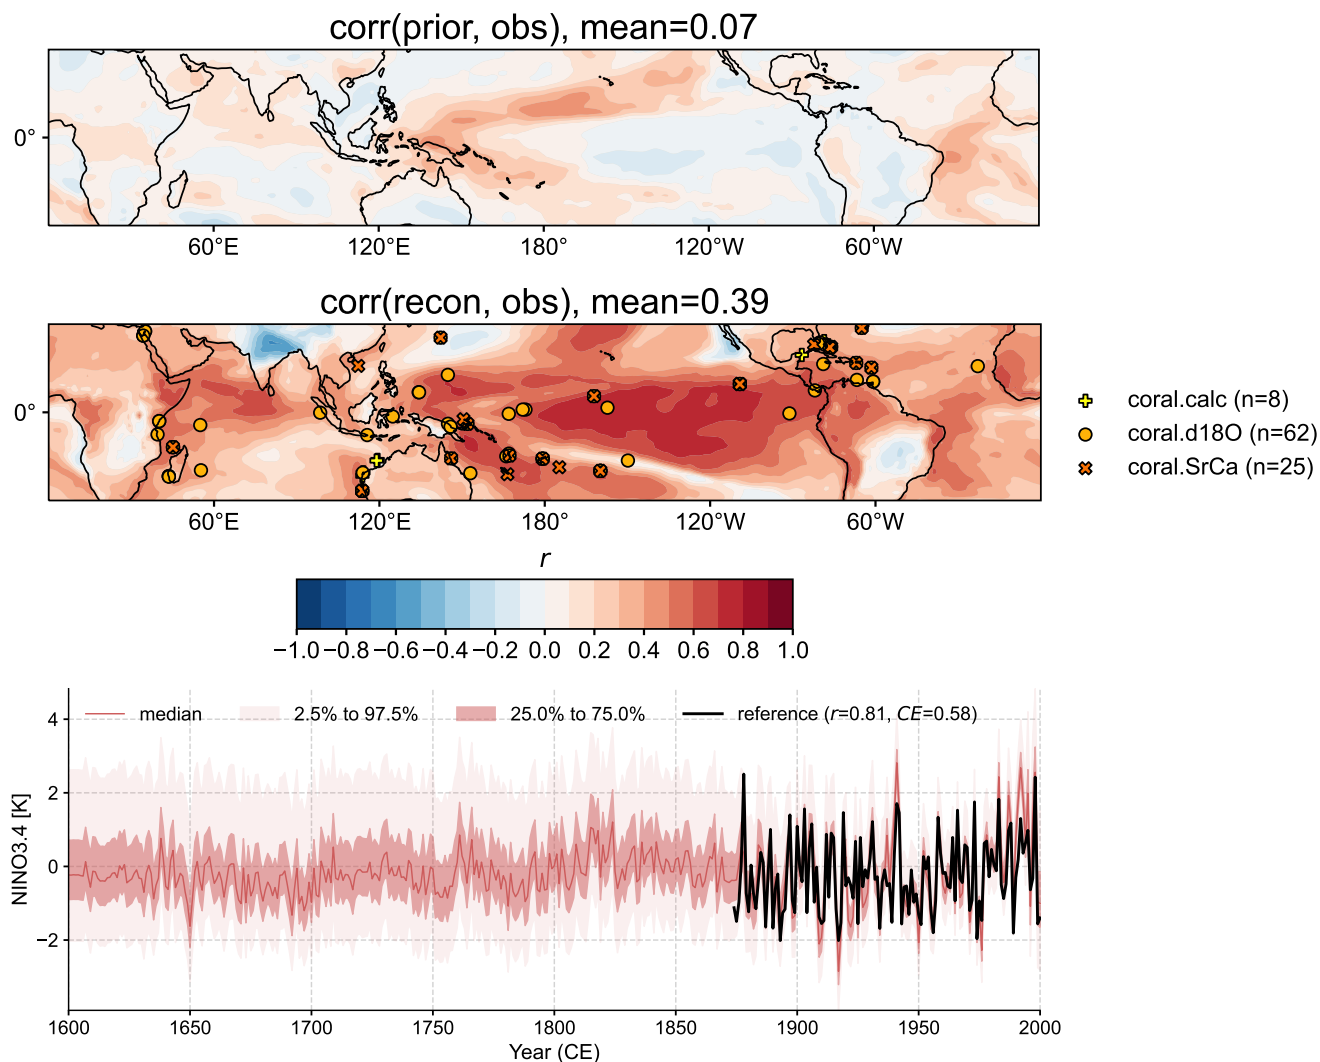 corr(prior, obs), mean=0.07
0°
60°E 120°E 180° 120°W 60°W
corr(recon, obs), mean=0.39
0°
60°E 120°E 180° 120°W 60°W
coral.calc (n=8)
coral.d18O (n=62)
coral.SrCa (n=25)
r
−1.0 −0.8 −0.6 −0.4 −0.2 0.0 0.2 0.4 0.6 0.8 1.0
median 2.5% to 97.5% 25.0% to 75.0% reference (r=0.81, CE=0.58)
NINO3.4 [K]
4
2
0
−2
1600 1650 1700 1750 1800 1850 1900 1950 2000
Year (CE)